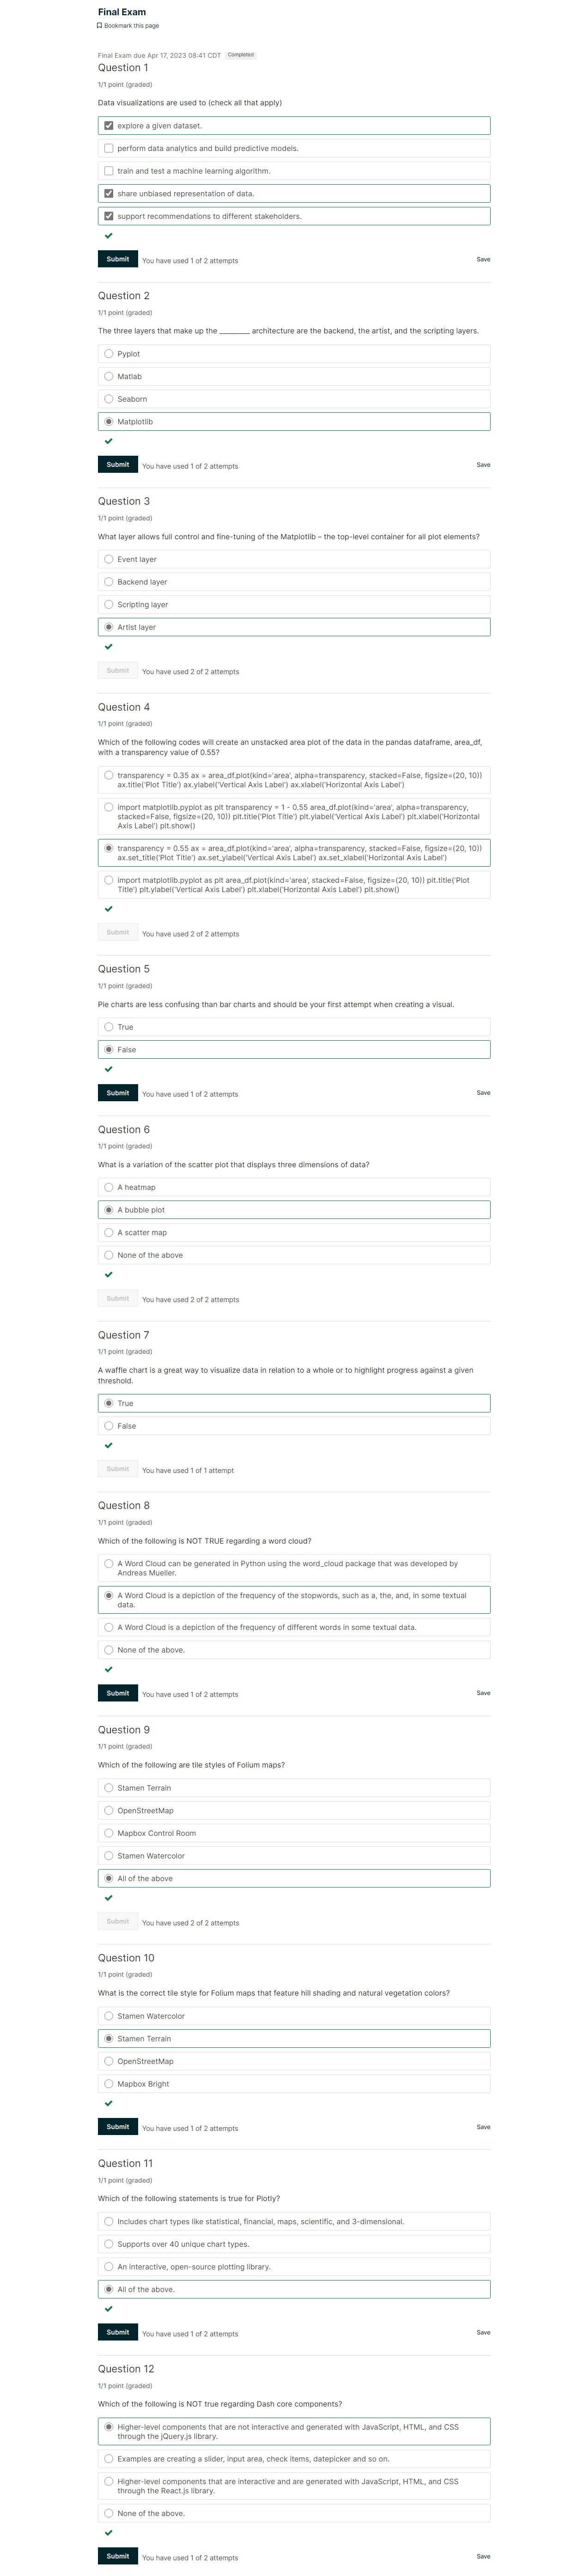 Final Exam
Bookmark this page
Final Exam due Apr 17, 2023 08:41 CDT Completed
Question 1
1/1 point (graded)
Data visualizations are used to (check all that apply)
explore a given dataset.
perform data analytics and build predictive models.
train and test a machine learning algorithm.
share unbiased representation of data.
support recommendations to different stakeholders.
Submit You have used 1 of 2 attempts Save
Question 2
1/1 point (graded)
The three layers that make up the ________ architecture are the backend, the artist, and the scripting layers.
Pyplot
Matlab
Seaborn
Matplotlib
Submit You have used 1 of 2 attempts Save
Question 3
1/1 point (graded)
What layer allows full control and fine-tuning of the Matplotlib – the top-level container for all plot elements?
Event layer
Backend layer
Scripting layer
Artist layer
Submit You have used 2 of 2 attempts
Question 4
1/1 point (graded)
Which of the following codes will create an unstacked area plot of the data in the pandas dataframe, area_df,
with a transparency value of 0.55?
transparency = 0.35 ax = area_df.plot(kind='area', alpha=transparency, stacked=False, figsize=(20, 10))
ax.title('Plot Title') ax.ylabel('Vertical Axis Label') ax.xlabel('Horizontal Axis Label')
import matplotlib.pyplot as plt transparency = 1 - 0.55 area_df.plot(kind='area', alpha=transparency,
stacked=False, figsize=(20, 10)) plt.title('Plot Title') plt.ylabel('Vertical Axis Label') plt.xlabel('Horizontal
Axis Label') plt.show()
transparency = 0.55 ax = area_df.plot(kind='area', alpha=transparency, stacked=False, figsize=(20, 10))
ax.set_title('Plot Title') ax.set_ylabel('Vertical Axis Label') ax.set_xlabel('Horizontal Axis Label')
import matplotlib.pyplot as plt area_df.plot(kind='area', stacked=False, figsize=(20, 10)) plt.title('Plot
Title') plt.ylabel('Vertical Axis Label') plt.xlabel('Horizontal Axis Label') plt.show()
Submit You have used 2 of 2 attempts
Question 5
1/1 point (graded)
Pie charts are less confusing than bar charts and should be your first attempt when creating a visual.
True
False
Submit You have used 1 of 2 attempts Save
Question 6
1/1 point (graded)
What is a variation of the scatter plot that displays three dimensions of data?
A heatmap
A bubble plot
A scatter map
None of the above
Submit You have used 2 of 2 attempts
Question 7
1/1 point (graded)
A waffle chart is a great way to visualize data in relation to a whole or to highlight progress against a given
threshold.
True
False
Submit You have used 1 of 1 attempt
Question 8
1/1 point (graded)
Which of the following is NOT TRUE regarding a word cloud?
A Word Cloud can be generated in Python using the word_cloud package that was developed by
Andreas Mueller.
A Word Cloud is a depiction of the frequency of the stopwords, such as a, the, and, in some textual
data.
A Word Cloud is a depiction of the frequency of different words in some textual data.
None of the above.
Submit You have used 1 of 2 attempts Save
Question 9
1/1 point (graded)
Which of the following are tile styles of Folium maps?
Stamen Terrain
OpenStreetMap
Mapbox Control Room
Stamen Watercolor
All of the above
Submit You have used 2 of 2 attempts
Question 10
1/1 point (graded)
What is the correct tile style for Folium maps that feature hill shading and natural vegetation colors?
Stamen Watercolor
Stamen Terrain
OpenStreetMap
Mapbox Bright
Submit You have used 1 of 2 attempts Save
Question 11
1/1 point (graded)
Which of the following statements is true for Plotly?
Includes chart types like statistical, financial, maps, scientific, and 3-dimensional.
Supports over 40 unique chart types.
An interactive, open-source plotting library.
All of the above.
Submit You have used 1 of 2 attempts Save
Question 12
1/1 point (graded)
Which of the following is NOT true regarding Dash core components?
Higher-level components that are not interactive and generated with JavaScript, HTML, and CSS
through the jQuery.js library.
Examples are creating a slider, input area, check items, datepicker and so on.
Higher-level components that are interactive and are generated with JavaScript, HTML, and CSS
through the React.js library.
None of the above.
Submit You have used 1 of 2 attempts Save